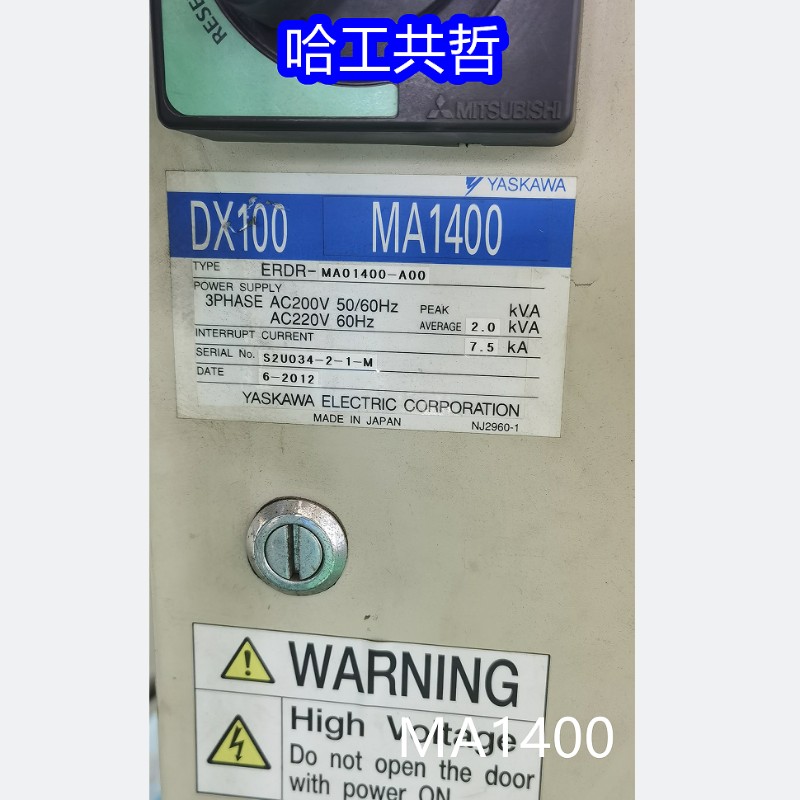 RESE
哈工共哲
MITSUBISHI
YASKAWA
DX100 MA1400
TYPE ERDR-MA01400-A00
POWER SUPPLY
3PHASE AC200V 50/60Hz PEAK kVA
AC220V 60Hz AVERAGE 2.0 kVA
INTERRUPT CURRENT 7.5 kA
SERIAL No. S2U034-2-1-M
DATE 6-2012
YASKAWA ELECTRIC CORPORATION
MADE IN JAPAN NJ2960-1
WARNING
High Voltage
MA1400
Do not open the door
with power ON